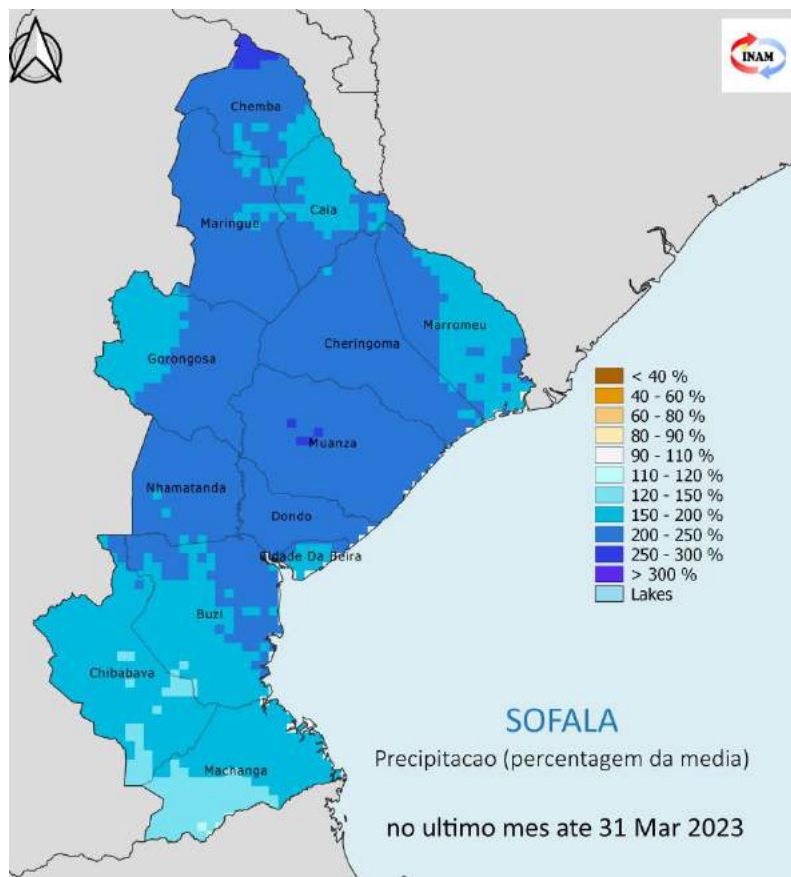 INAM
Chemba
Caia
Maringue
Marromeu
Cheringoma
Gorongosa
Muanza
Nhamatanda
Dondo
Cidade Da Beira
Buzi
Chibabava
Machanga
< 40 %
40 - 60 %
60 - 80 %
80 - 90 %
90 - 110 %
110 - 120 %
120 - 150 %
150 - 200 %
200 - 250 %
250 - 300 %
> 300 %
Lakes
SOFALA
Precipitacao (percentagem da media)
no ultimo mes ate 31 Mar 2023